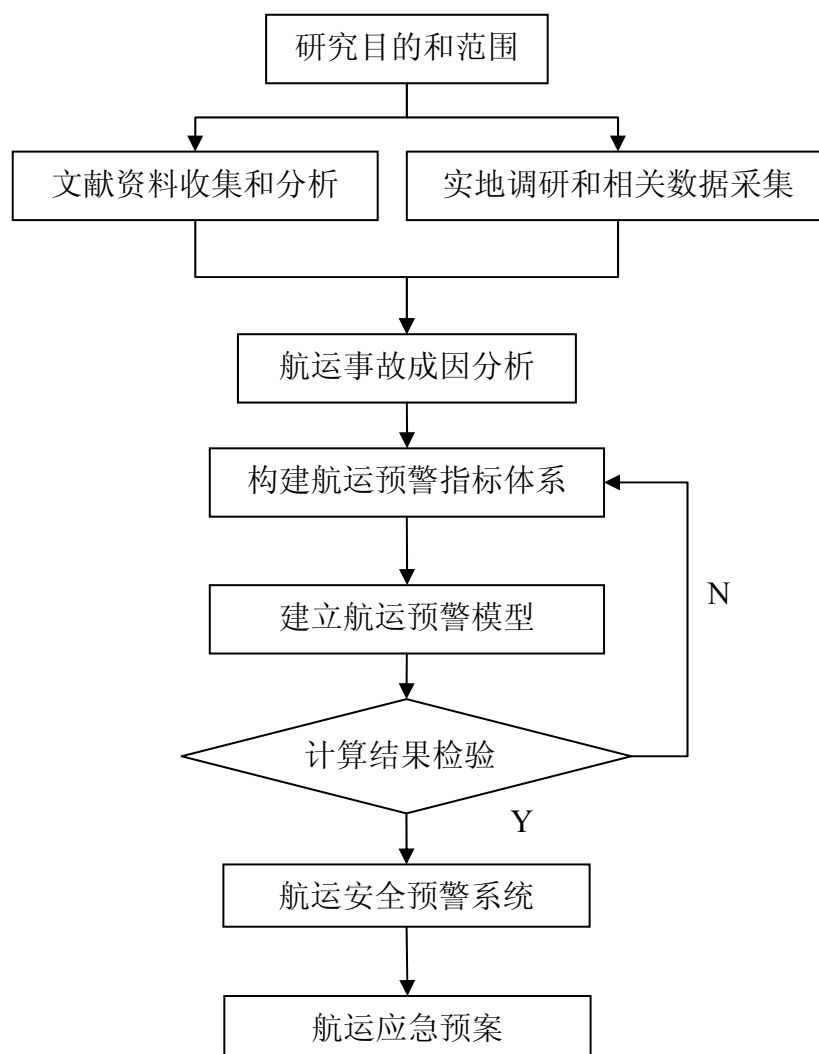 研究目的和范围
文献资料收集和分析
实地调研和相关数据采集
航运事故成因分析
构建航运预警指标体系
建立航运预警模型
N
计算结果检验
Y
航运安全预警系统
航运应急预案